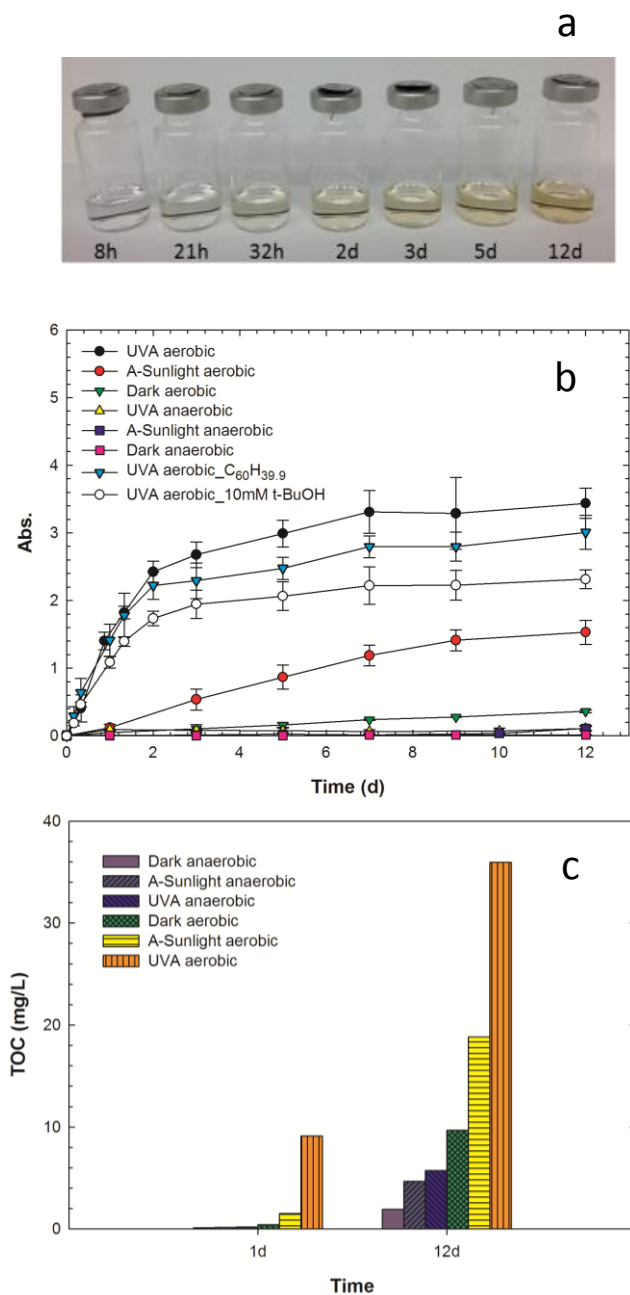 a
8h 21h 32h 2d 3d 5d 12d
b
UVA aerobic
A-Sunlight aerobic
Dark aerobic
UVA anaerobic
A-Sunlight anaerobic
Dark anaerobic
UVA aerobic_C60H39.9
UVA aerobic_10mM t-BuOH
Abs.
6
5
4
3
2
1
0
0 2 4 6 8 10 12
Time (d)
c
Dark anaerobic
A-Sunlight anaerobic
UVA anaerobic
Dark aerobic
A-Sunlight aerobic
UVA aerobic
TOC (mg/L)
40
30
20
10
0
1d 12d
Time